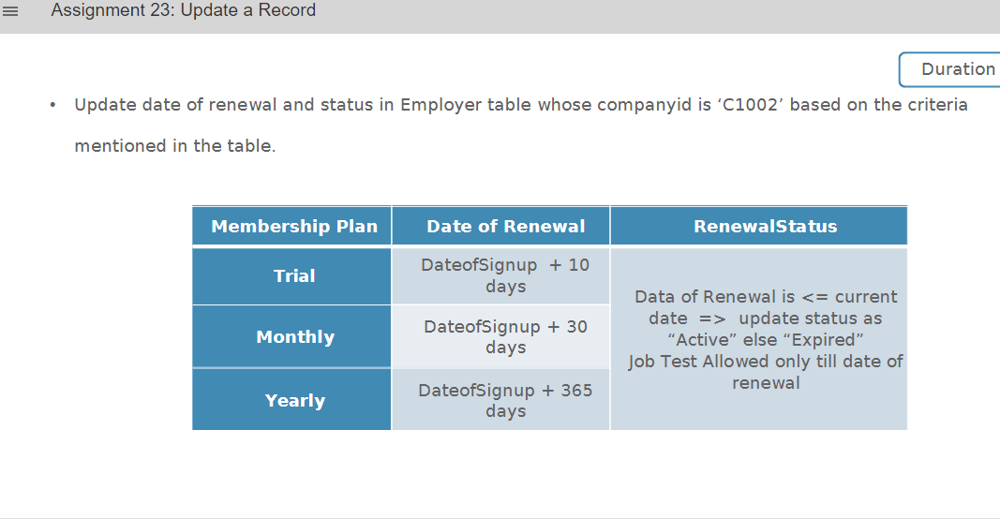 Assignment 23: Update a Record
Duration
• Update date of renewal and status in Employer table whose companyid is ‘C1002’ based on the criteria
mentioned in the table.
Membership Plan
Date of Renewal
RenewalStatus
Trial
DateofSignup + 10
days
Monthly
DateofSignup + 30
days
Yearly
DateofSignup + 365
days
Data of Renewal is <= current
date => update status as
“Active” else “Expired”
Job Test Allowed only till date of
renewal